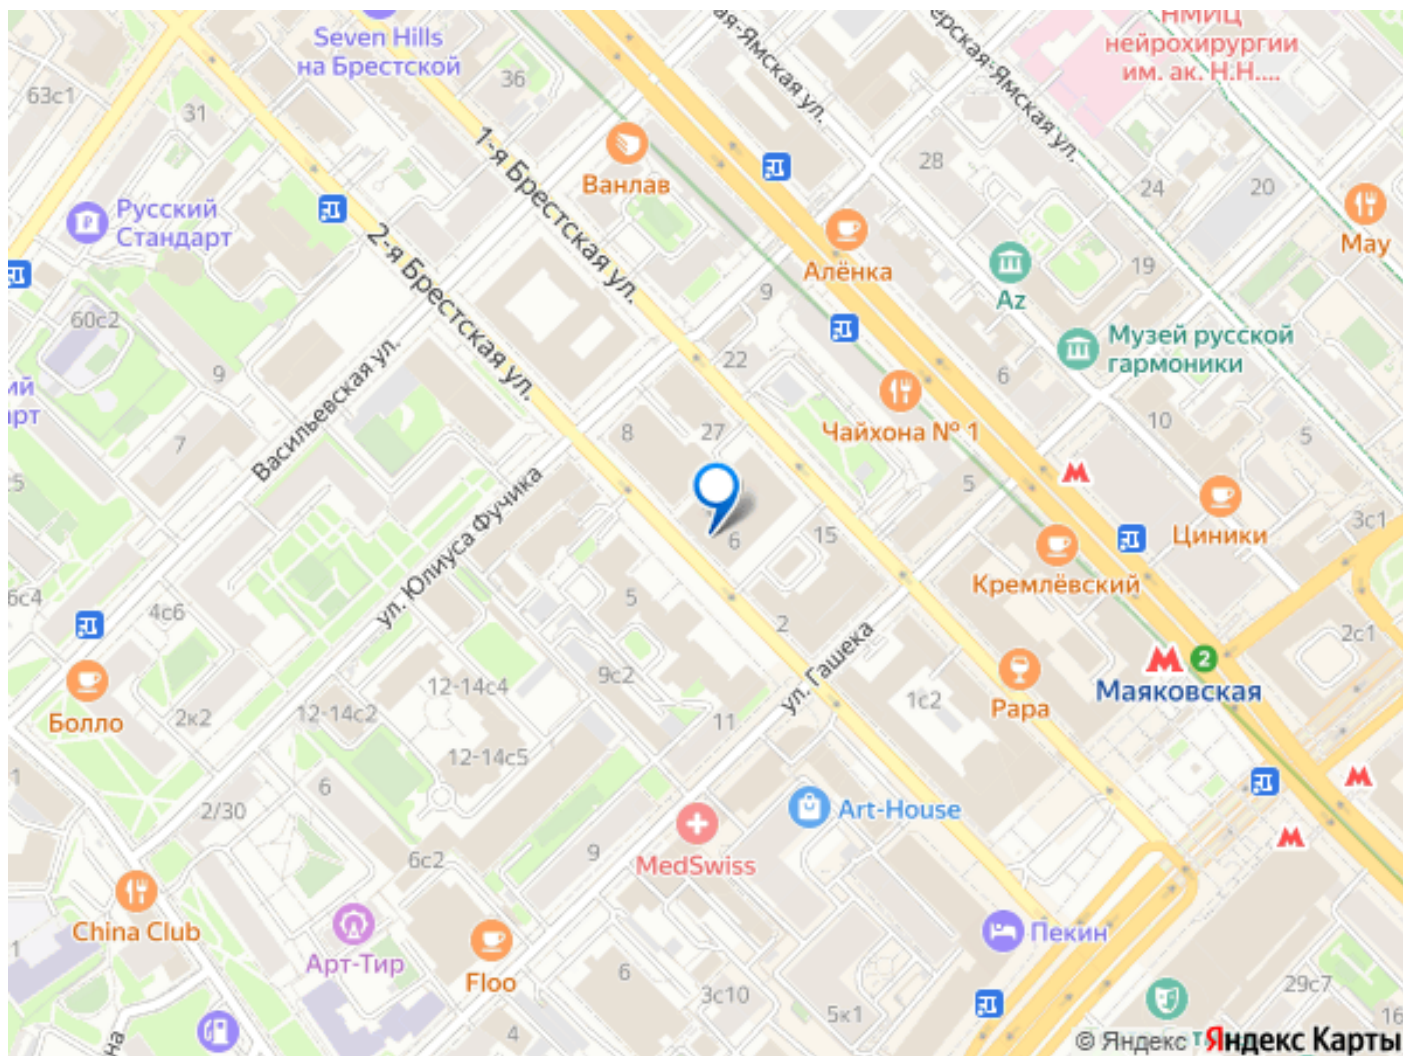 НМИЦ
нейрохирургии
им. ак. Н.Н....
Seven Hills
на Брестской
36
63с1
31
1-я Брестская ул.
Ванлав
28
24
20
Мау
Русский
Стандарт
2-я Брестская ул.
Алёнка
19
Az
9
60с2
Музей русской
гармоники
22
6
9
Васильевская ул.
Чайхона № 1
10
5
7
8
27
5
ул. Юлиуса Фучика
Циники
3с1
15
6
Кремлёвский
6с4
4с6
5
2
2с1
ул. Гашека
2
Маяковская
9с2
12-14с4
1с2
Papa
Болло
2к2
12-14с2
11
12-14с5
6
2/30
Art-House
MedSwiss
9
6с2
China Club
Арт-Тир
Floo
Пекин
6
3с10
5к1
29с7
16
4
1
1
© Яндекс
Яндекс Карты